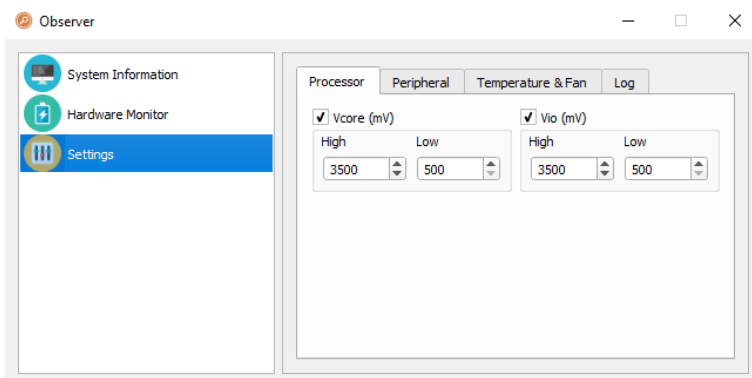 Observer
System Information
Hardware Monitor
Settings
Processor Peripheral Temperature & Fan Log
Vcore (mV) Vio (mV)
High Low High Low
3500 500 3500 500